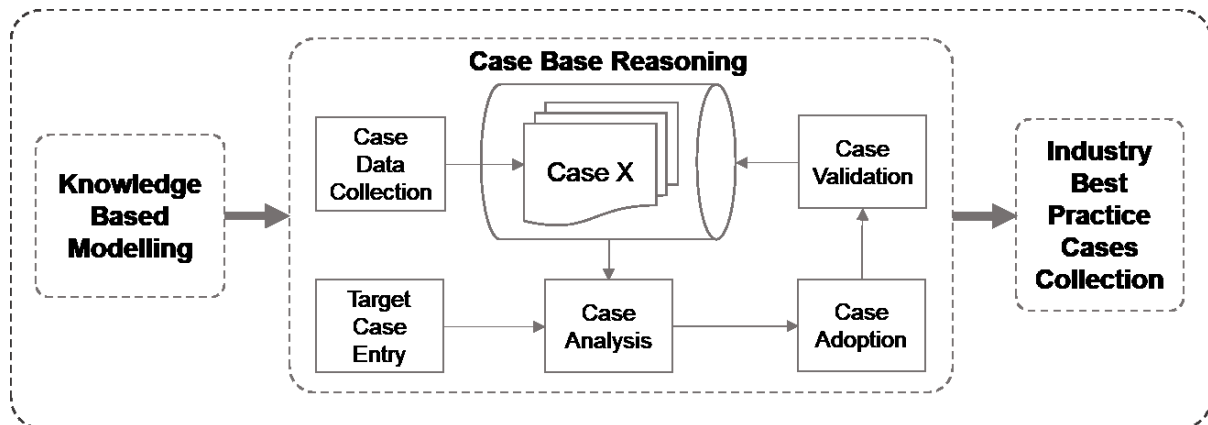 Case Base Reasoning
Knowledge
Based
Modelling
Case
Data
Collection
Case X
Case
Validation
Target
Case
Entry
Case
Analysis
Case
Adoption
Industry
Best
Practice
Cases
Collection